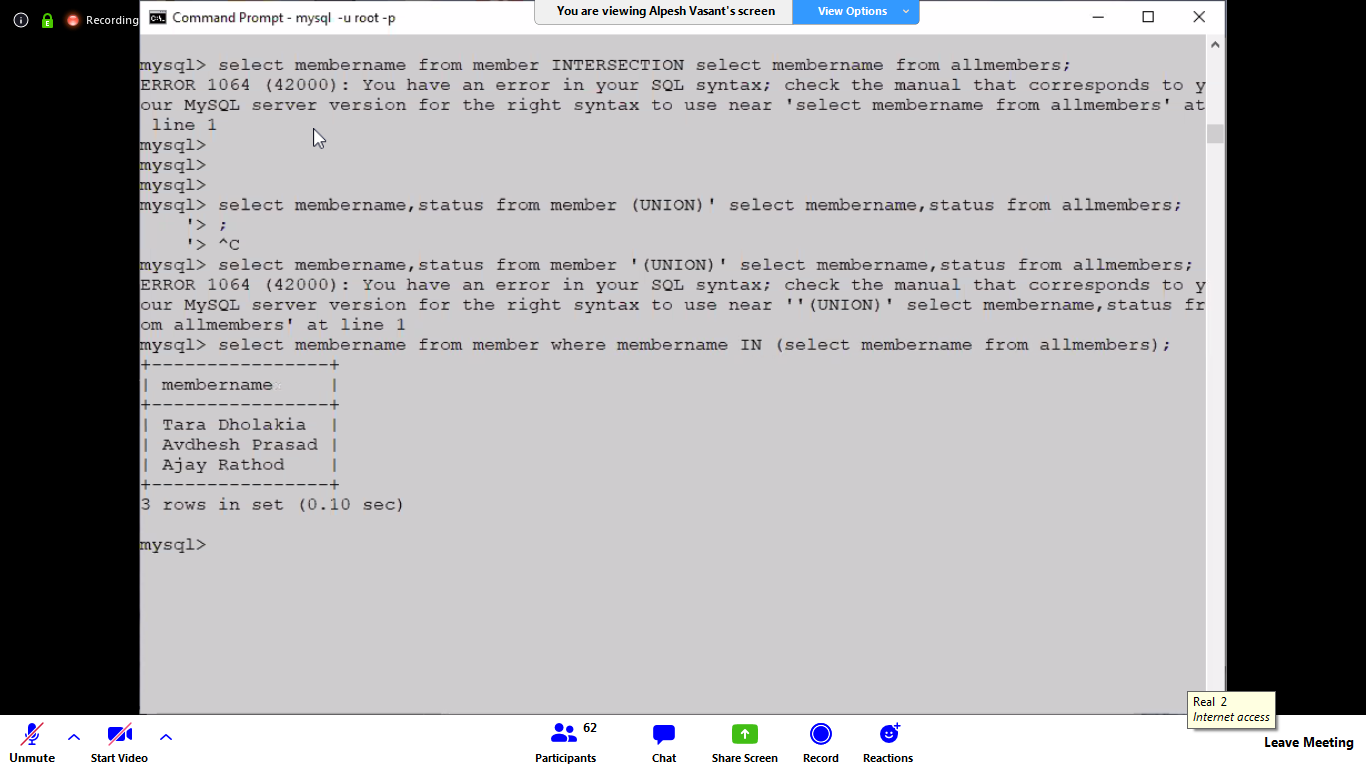 Recording
Command Prompt - mysql -u root -p
You are viewing Alpesh Vasant's screen
View Options
mysql> select membername from member INTERSECTION select membername from allmembers;
ERROR 1064 (42000): You have an error in your SQL syntax; check the manual that corresponds to y
our MySQL server version for the right syntax to use near 'select membername from allmembers' at
 line 1
mysql>
mysql>
mysql>
mysql> select membername,status from member (UNION)' select membername,status from allmembers;
    '> ;
    '> ^C
mysql> select membername,status from member '(UNION)' select membername,status from allmembers;
ERROR 1064 (42000): You have an error in your SQL syntax; check the manual that corresponds to y
our MySQL server version for the right syntax to use near ''(UNION)' select membername,status fr
om allmembers' at line 1
mysql> select membername from member where membername IN (select membername from allmembers);
+----------------+
| membername     |
+----------------+
| Tara Dholakia  |
| Avdhesh Prasad |
| Ajay Rathod    |
+----------------+
3 rows in set (0.10 sec)
mysql>
Real 2
Internet access
Unmute
Start Video
62
Participants
Chat
Share Screen
Record
Reactions
Leave Meeting